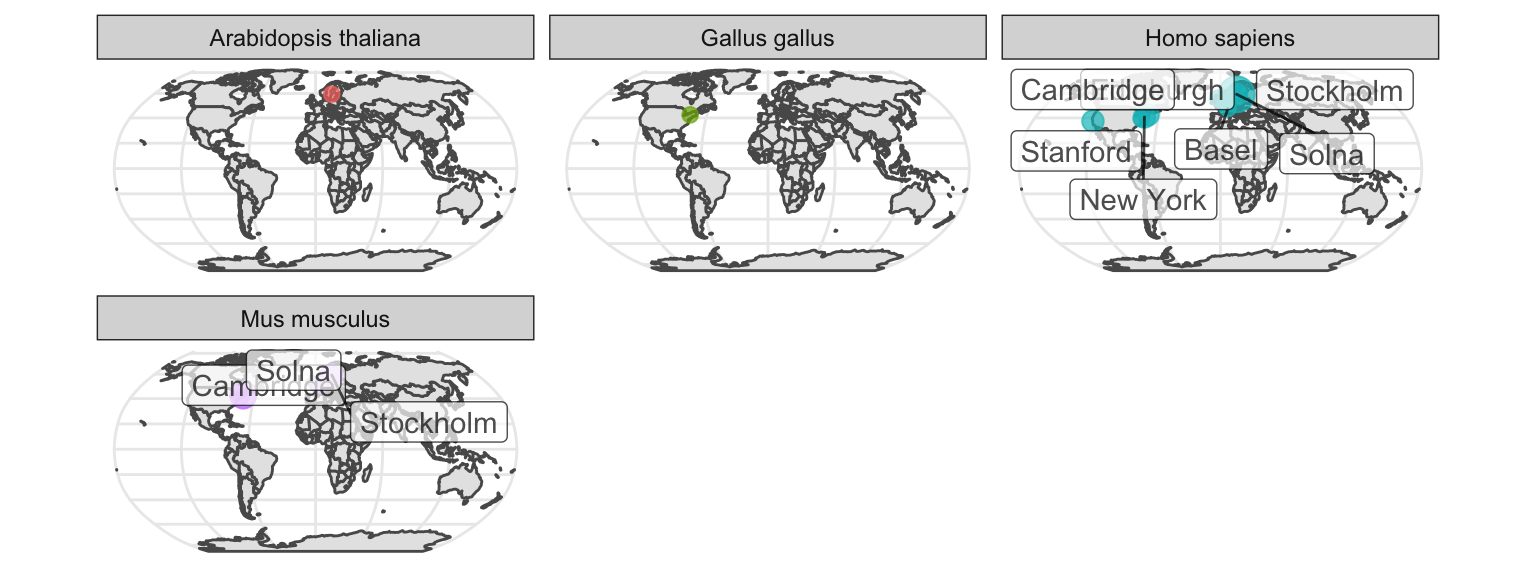 Arabidopsis thaliana
Gallus gallus
Homo sapiens
Cambridge
urgh
Stockholm
Stanford
Basel
Solna
New York
Mus musculus
Solna
Cambridge
Stockholm